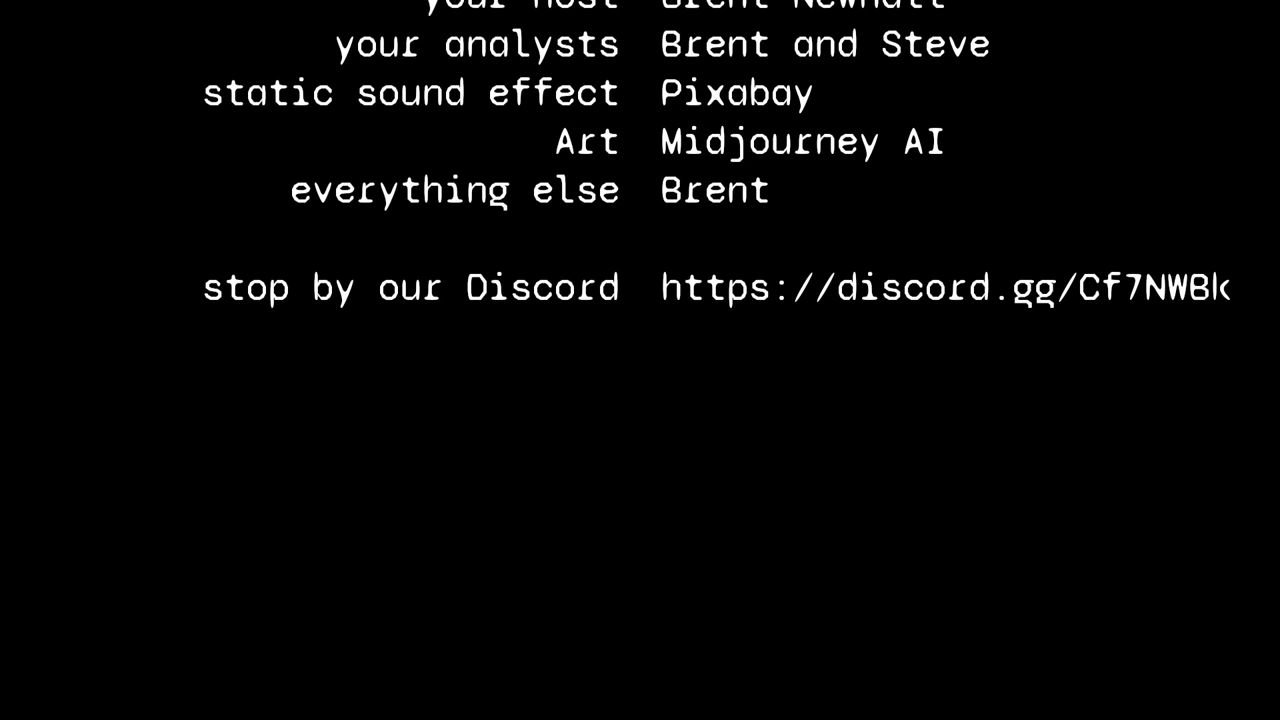 your host Brent Newhall
your analysts Brent and Steve
static sound effect Pixabay
Art Midjourney AI
everything else Brent
stop by our Discord https://discord.gg/Cf7NWBk